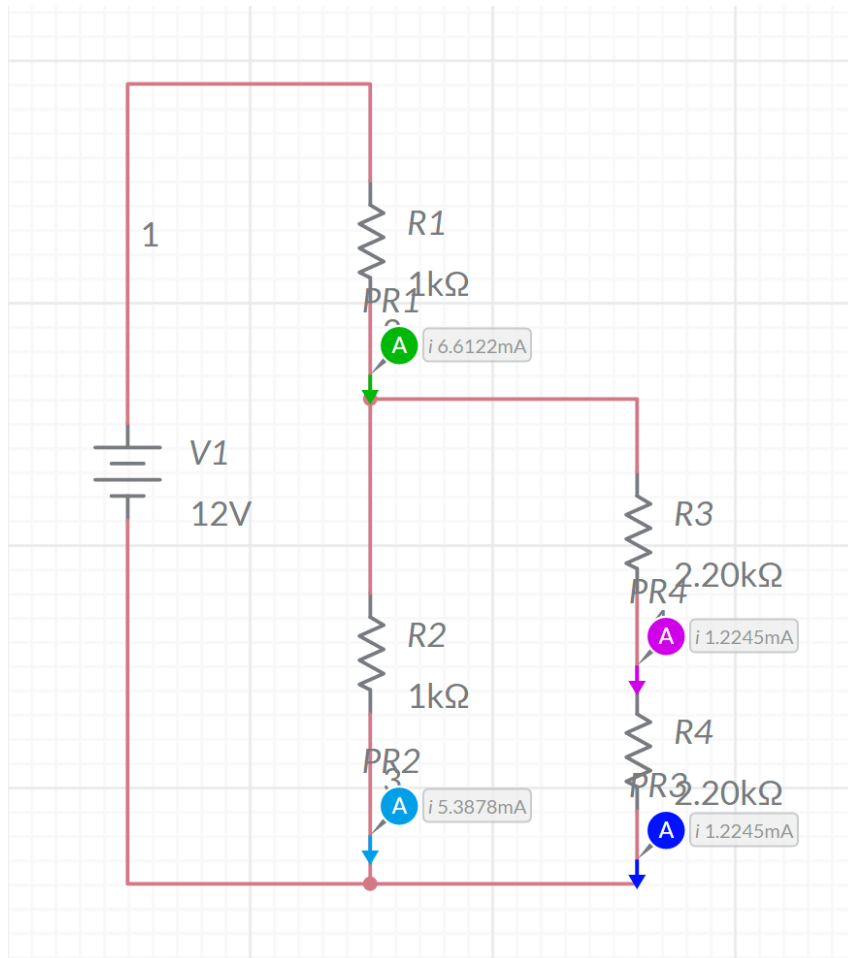 R1
1
1kΩ
PR1
A i 6.6122mA
V1
12V
R3
2.20kΩ
PR4
A i 1.2245mA
R2
1kΩ
R4
2.20kΩ
PR2
3
PR3
A i 5.3878mA
A i 1.2245mA